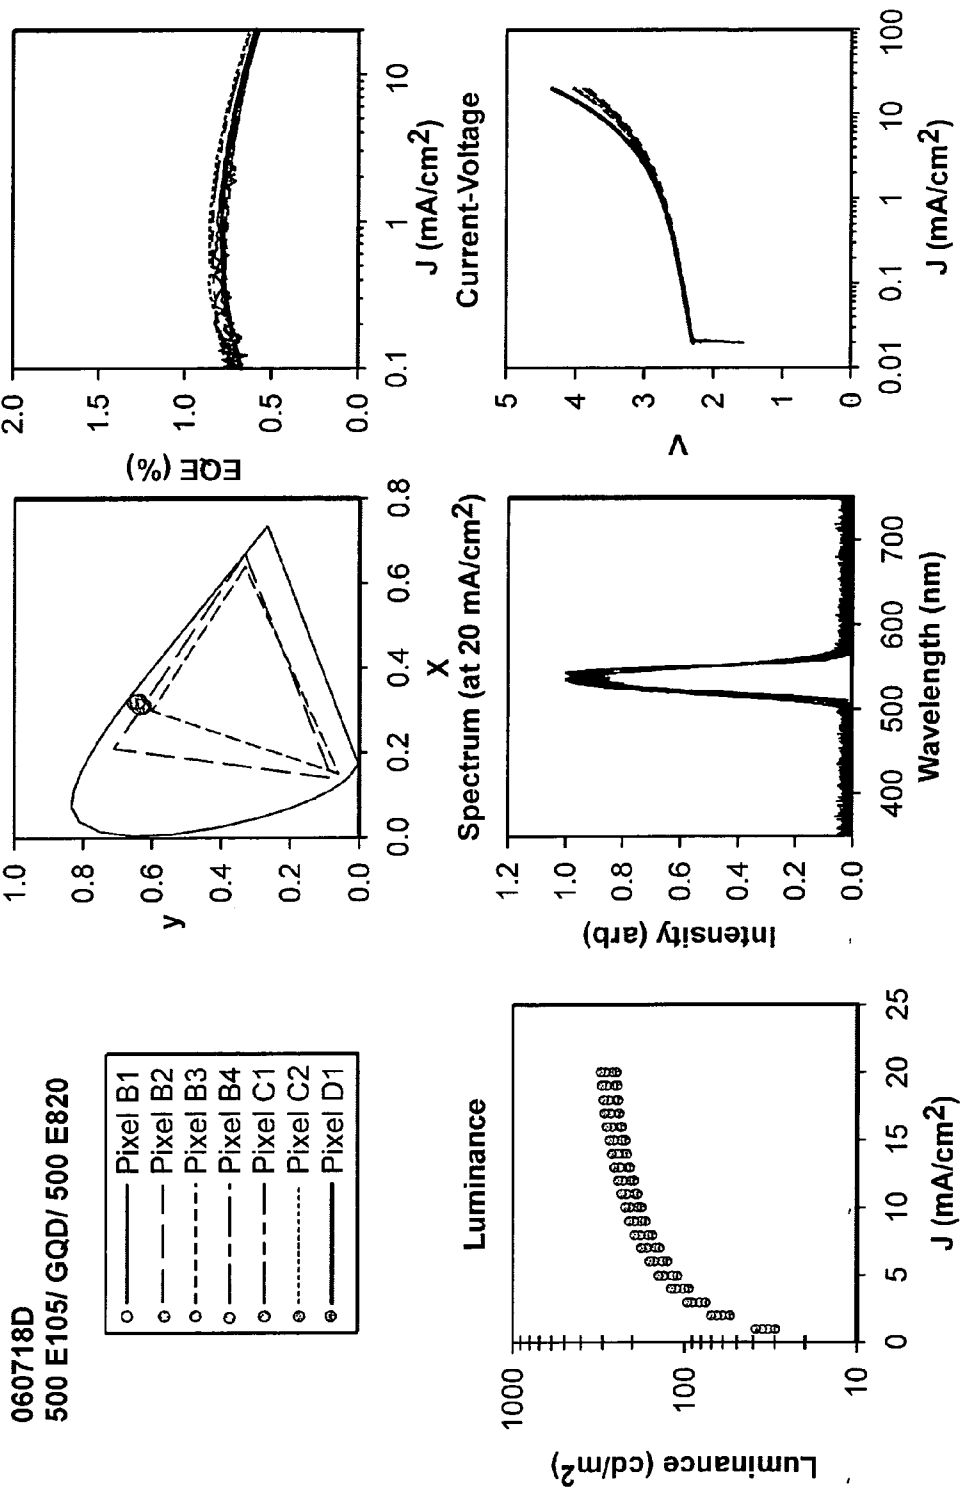 060718D
500 E105/ GQD/ 500 E820
Pixel B1
Pixel B2
Pixel B3
Pixel B4
Pixel C1
Pixel C2
Pixel D1
y
1.0
0.8
0.6
0.4
0.2
0.0
0.0 0.2 0.4 0.6 0.8
X
EQE (%)
2.0
1.5
1.0
0.5
0.0
0.1 1 10
J (mA/cm2)
Luminance
Luminance (cd/m2)
1000
100
10
0 5 10 15 20 25
J (mA/cm2)
Spectrum (at 20 mA/cm2)
Intensity (arb)
1.2
1.0
0.8
0.6
0.4
0.2
0.0
400 500 600 700
Wavelength (nm)
Current-Voltage
V
5
4
3
2
1
0
0.01 0.1 1 10 100
J (mA/cm2)